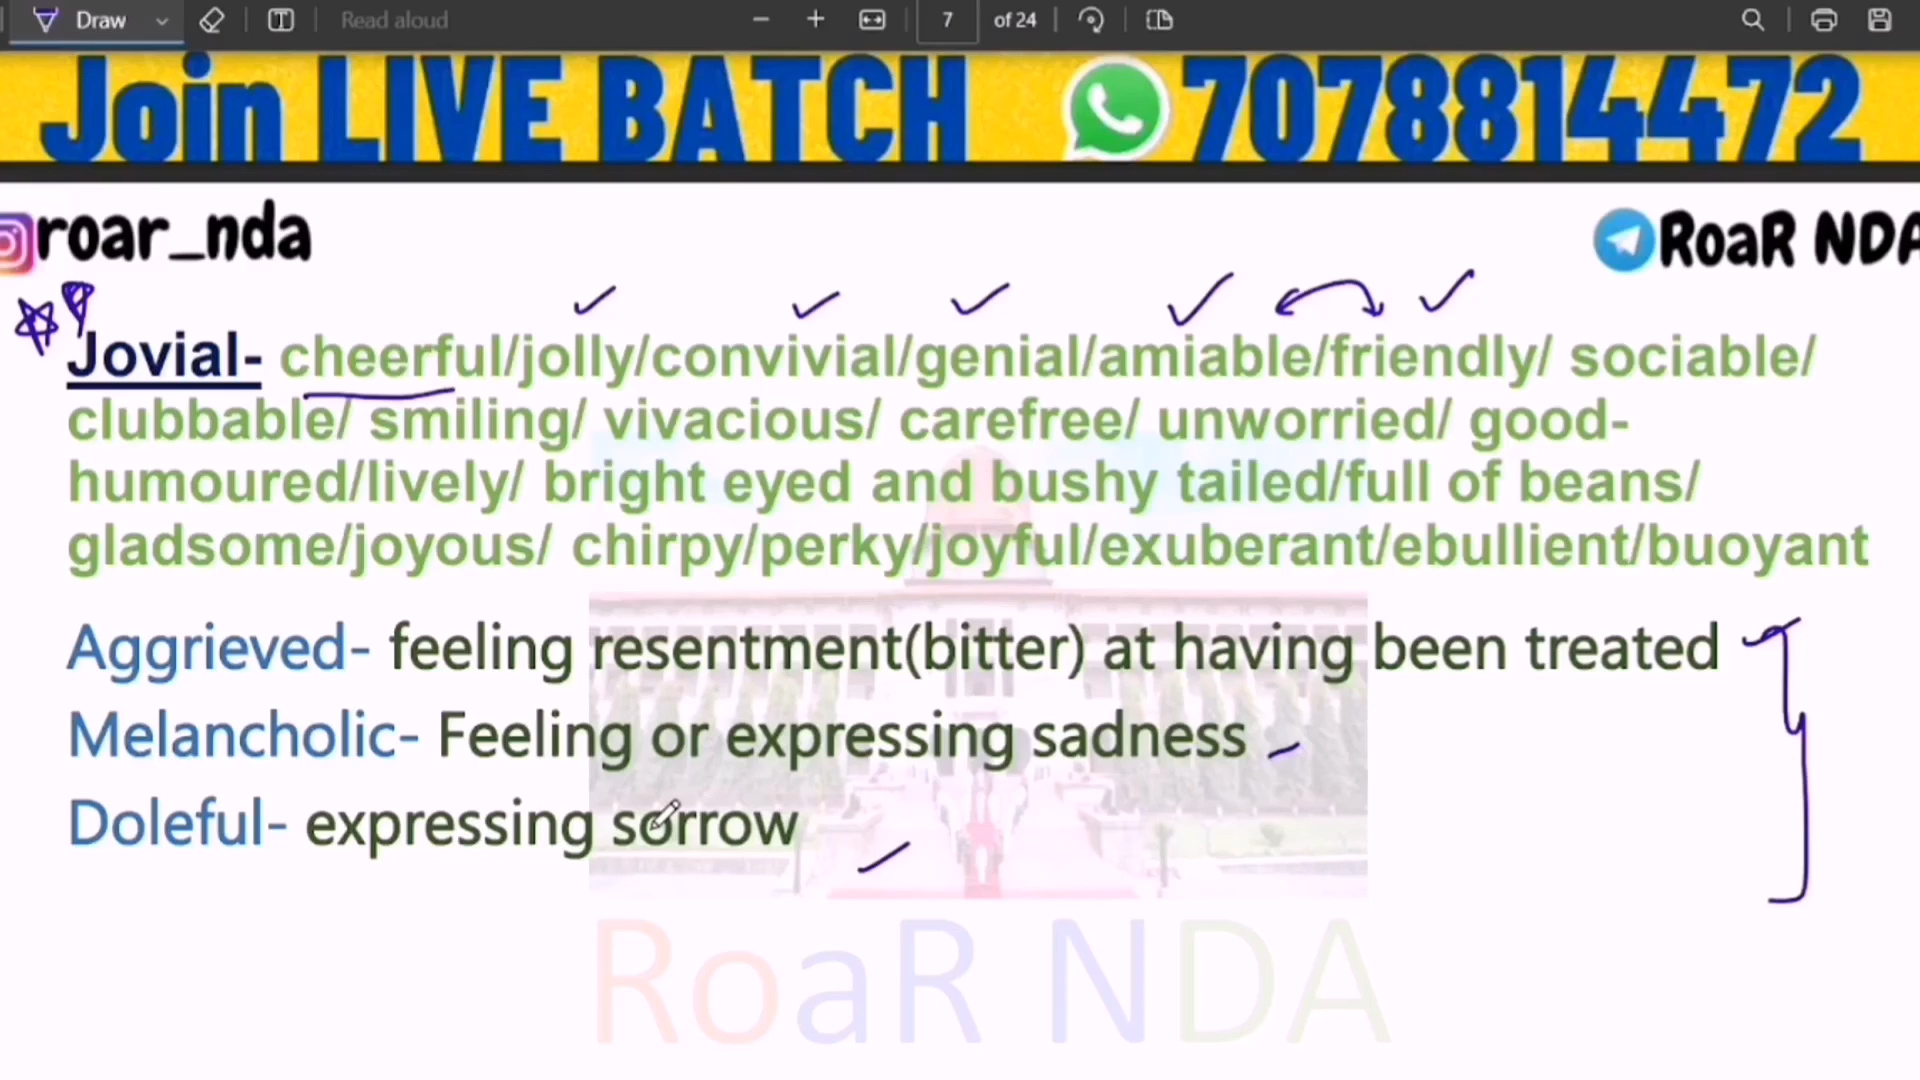 Draw
Read aloud
7 of 24
Join LIVE BATCH 7078814472
roar_nda
RoaR NDA
Jovial- cheerful/jolly/convivial/genial/amiable/friendly/ sociable/
clubbable/ smiling/ vivacious/ carefree/ unworried/ good-
humoured/lively/ bright eyed and bushy tailed/full of beans/
gladsome/joyous/ chirpy/perky/joyful/exuberant/ebullient/buoyant
Aggrieved- feeling resentment(bitter) at having been treated
Melancholic- Feeling or expressing sadness
Doleful- expressing sorrow
RoaR NDA